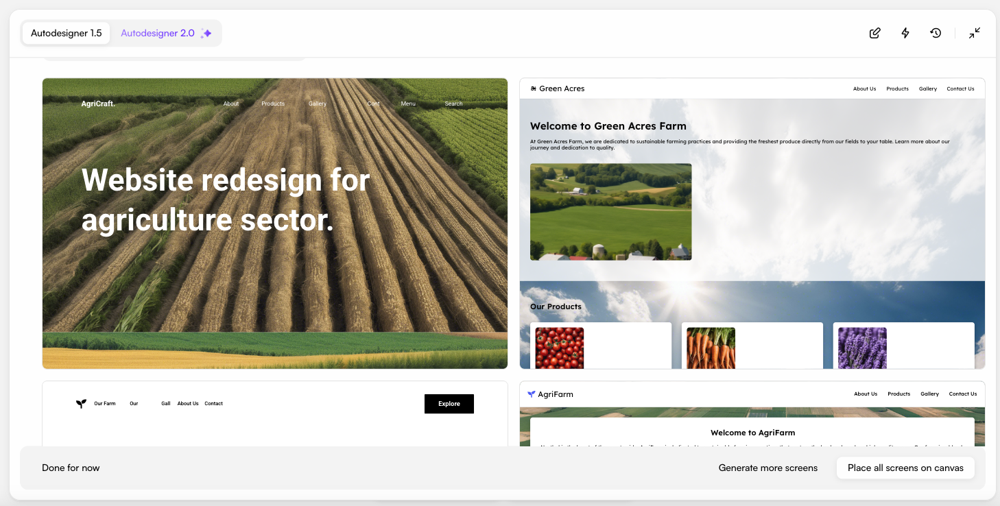 Autodesigner 1.5
Autodesigner 2.0
AgriCraft.
About Products Gallery Cont Menu Search
Website redesign for
agriculture sector.
Green Acres
About Us Products Gallery Contact Us
Welcome to Green Acres Farm
At Green Acres Farm, we are dedicated to sustainable farming practices and providing the freshest produce directly from our fields to your table. Learn more about our
journey and dedication to quality.
Our Products
Our Farm Our Gall About Us Contact
Explore
AgriFarm
About Us Products Gallery Contact Us
Welcome to AgriFarm
Done for now
Generate more screens
Place all screens on canvas